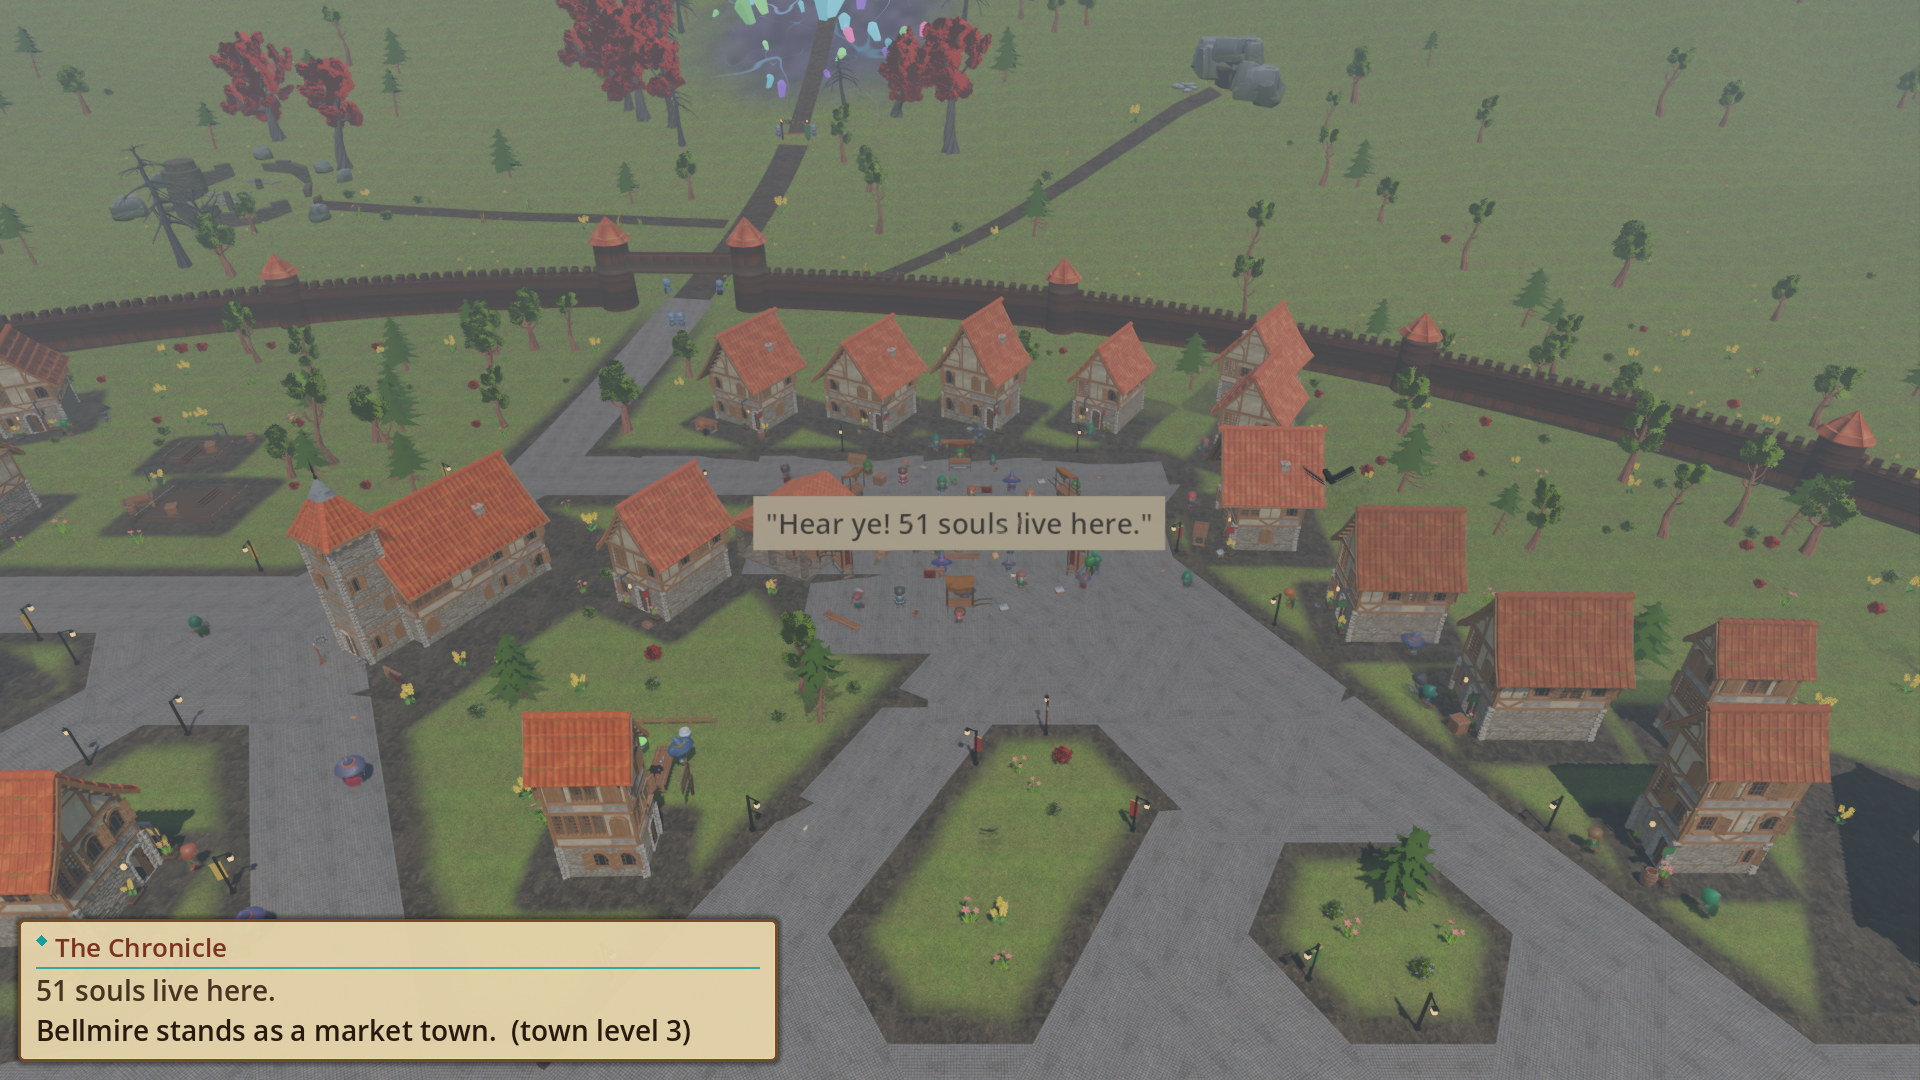 "Hear ye! 51 souls live here."
The Chronicle
51 souls live here.
Bellmire stands as a market town. (town level 3)